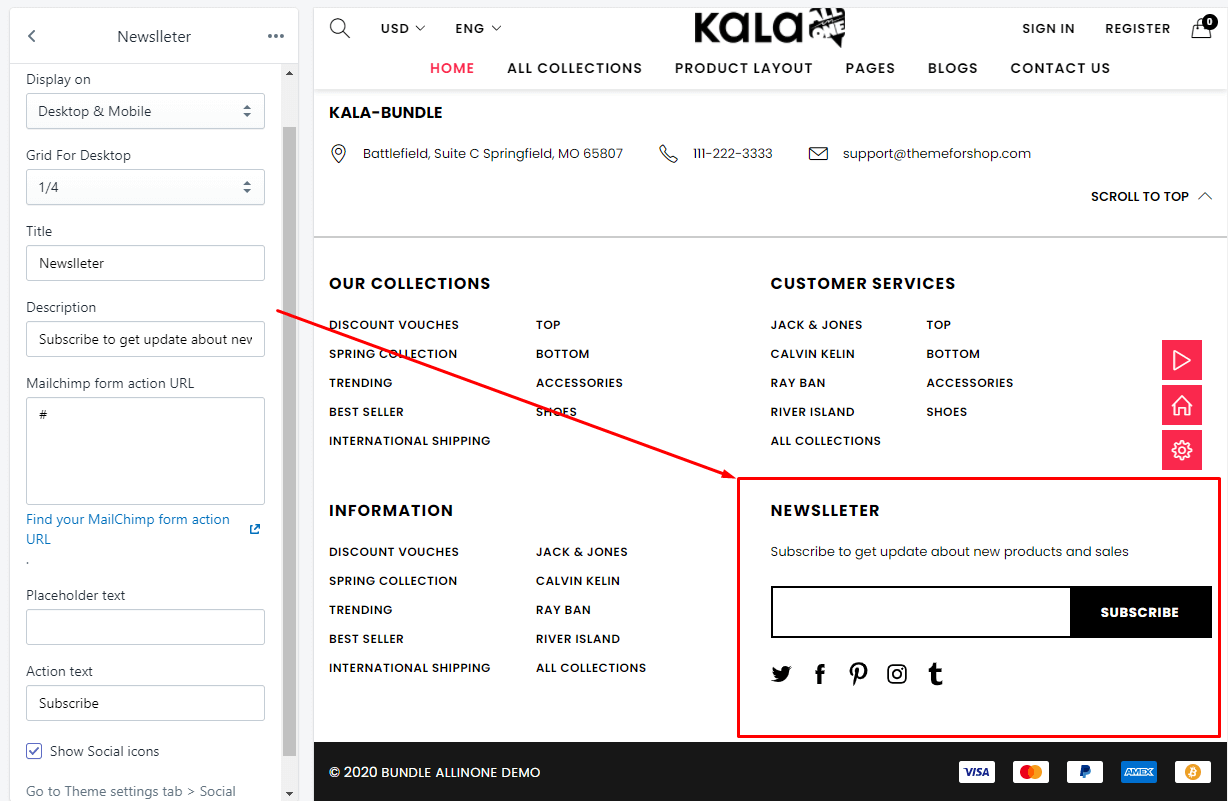 Newslleter
Display on
Desktop & Mobile
Grid For Desktop
1/4
Title
Newslleter
Description
Subscribe to get update about new
Mailchimp form action URL
#
Find your MailChimp form action
URL
.
Placeholder text
Action text
Subscribe
Show Social icons
Go to Theme settings tab > Social
USD
ENG
KALA ALL in ONE
SIGN IN
REGISTER
0
HOME
ALL COLLECTIONS
PRODUCT LAYOUT
PAGES
BLOGS
CONTACT US
KALA-BUNDLE
Battlefield, Suite C Springfield, MO 65807
111-222-3333
support@themeforshop.com
SCROLL TO TOP
OUR COLLECTIONS
DISCOUNT VOUCHES
SPRING COLLECTION
TRENDING
BEST SELLER
INTERNATIONAL SHIPPING
TOP
BOTTOM
ACCESSORIES
SHOES
CUSTOMER SERVICES
JACK & JONES
CALVIN KELIN
RAY BAN
RIVER ISLAND
ALL COLLECTIONS
TOP
BOTTOM
ACCESSORIES
SHOES
INFORMATION
DISCOUNT VOUCHES
SPRING COLLECTION
TRENDING
BEST SELLER
INTERNATIONAL SHIPPING
JACK & JONES
CALVIN KELIN
RAY BAN
RIVER ISLAND
ALL COLLECTIONS
NEWSLLETER
Subscribe to get update about new products and sales
SUBSCRIBE
© 2020 BUNDLE ALLINONE DEMO
VISA
AMEX